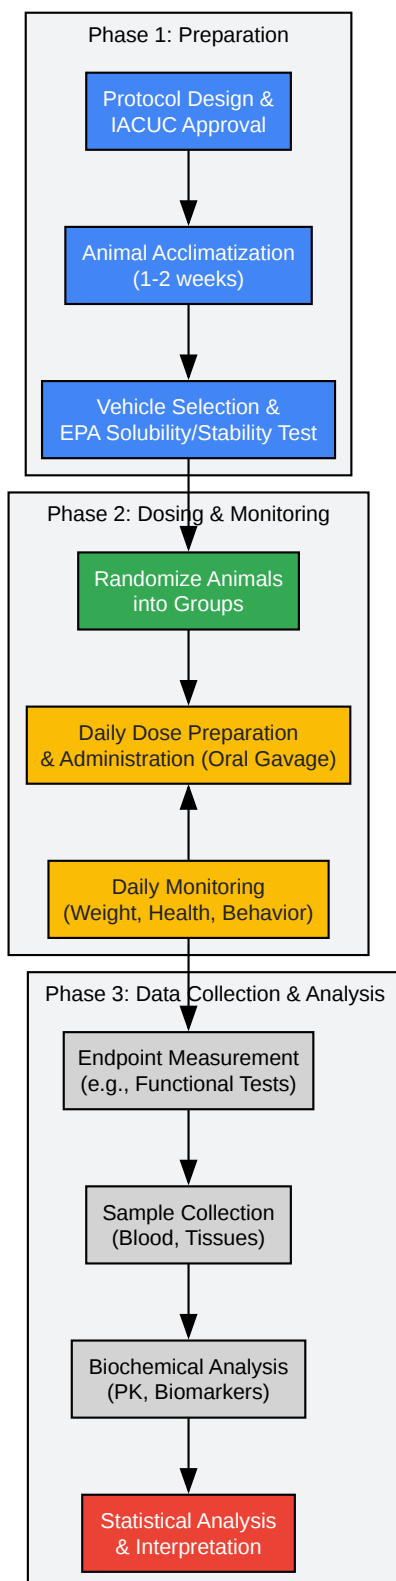 Phase 1: Preparation
Protocol Design &
IACUC Approval
Animal Acclimatization
(1-2 weeks)
Vehicle Selection &
EPA Solubility/Stability Test
Phase 2: Dosing & Monitoring
Randomize Animals
into Groups
Daily Dose Preparation
& Administration (Oral Gavage)
Daily Monitoring
(Weight, Health, Behavior)
Phase 3: Data Collection & Analysis
Endpoint Measurement
(e.g., Functional Tests)
Sample Collection
(Blood, Tissues)
Biochemical Analysis
(PK, Biomarkers)
Statistical Analysis
& Interpretation